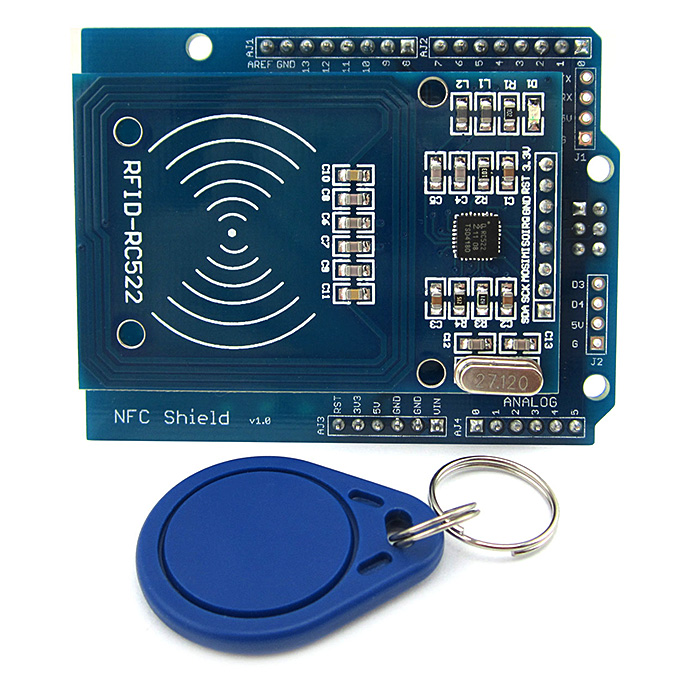 AJ1
AREF GND 13 12 11 10 9 8
AJ2
7 6 5 4 3 2 1 0
L2 L1 R1 D1
TX
RX
5V
G
J1
RFID-RC522
C10
C8
C6
C7
C9
C11
C5 C4 R2 C1
SDA SCK MOSI MISO IRQ GND RST 3.3V
C3 R4 R3 C2
C12 C13
27.120
D3
D4
5V
G
J2
ANALOG
NFC Shield v1.0
AJ3
RST 3V3 5V GND GND VIN
AJ4
0 1 2 3 4 5